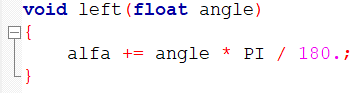 void left(float angle)
{
alfa += angle * PI / 180.;
}